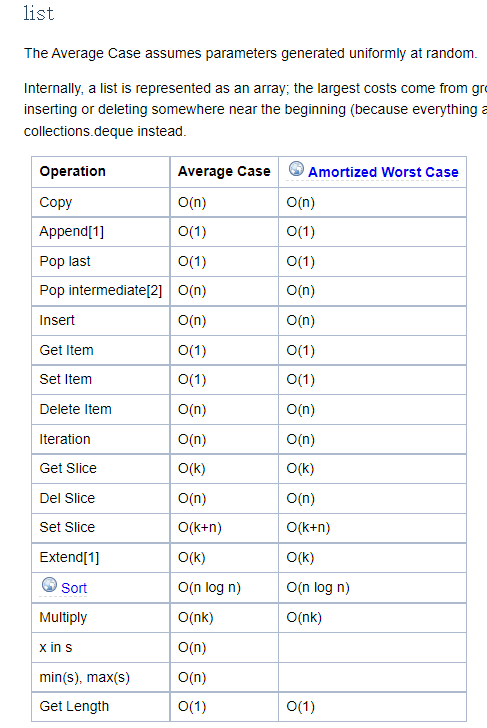 list
The Average Case assumes parameters generated uniformly at random.
Internally, a list is represented as an array; the largest costs come from
inserting or deleting somewhere near the beginning (because everything
collections.deque instead.
Operation Average Case Amortized Worst Case
Copy O(n) O(n)
Append[1] O(1) O(1)
Pop last O(1) O(1)
Pop intermediate[2] O(n) O(n)
Insert O(n) O(n)
Get Item O(1) O(1)
Set Item O(1) O(1)
Delete Item O(n) O(n)
Iteration O(n) O(n)
Get Slice O(k) O(k)
Del Slice O(n) O(n)
Set Slice O(k+n) O(k+n)
Extend[1] O(k) O(k)
Sort O(n log n) O(n log n)
Multiply O(nk) O(nk)
x in s O(n)
min(s), max(s) O(n)
Get Length O(1) O(1)